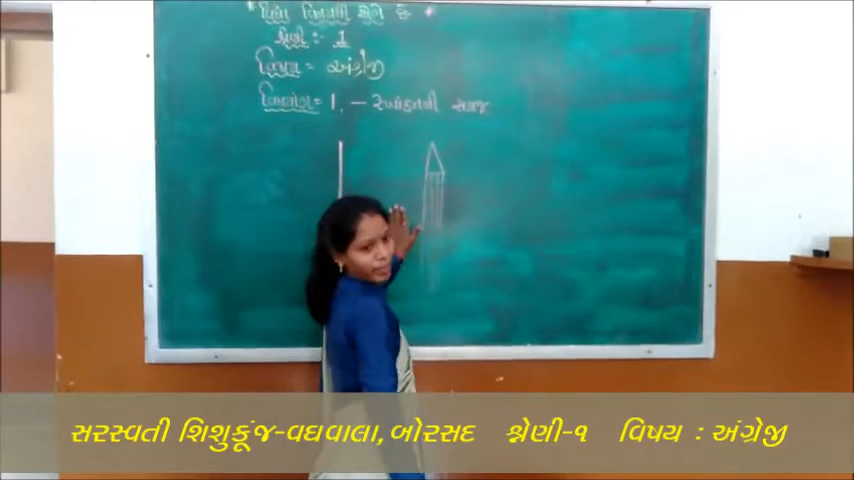 શ્રેણી :- 1
વિષય = અંગ્રેજી
વિભાગ = 1. – રેખાંકનની સમજ
સરસ્વતી શિશુકૂંજ-વઘવાલા, બોરસદ શ્રેણી-૧ વિષય : અંગ્રેજી